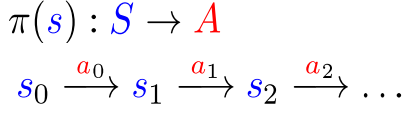 π(s) : S → A
s₀ —a₀→ s₁ —a₁→ s₂ —a₂→ …